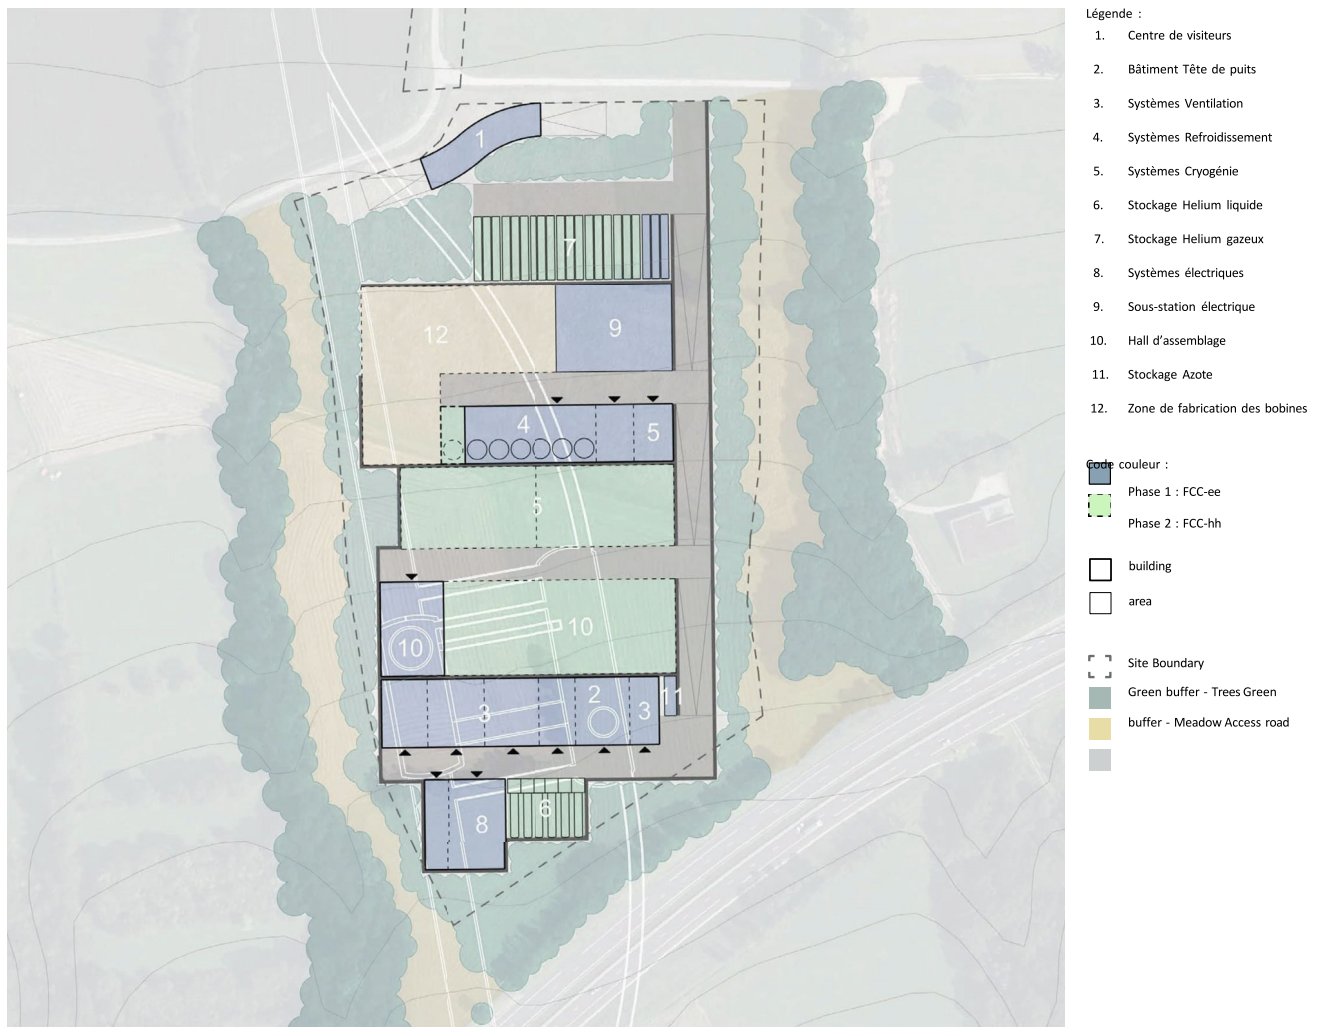 Légende :
1. Centre de visiteurs
2. Bâtiment Tête de puits
3. Systèmes Ventilation
4. Systèmes Refroidissement
5. Systèmes Cryogénie
6. Stockage Helium liquide
7. Stockage Helium gazeux
8. Systèmes électriques
9. Sous-station électrique
10. Hall d'assemblage
11. Stockage Azote
12. Zone de fabrication des bobines
Code couleur :
Phase 1 : FCC-ee
Phase 2 : FCC-hh
building
area
Site Boundary
Green buffer - Trees Green
buffer - Meadow Access road
1
7
12
9
4
5
5
10
10
3
2
3
11
8
6